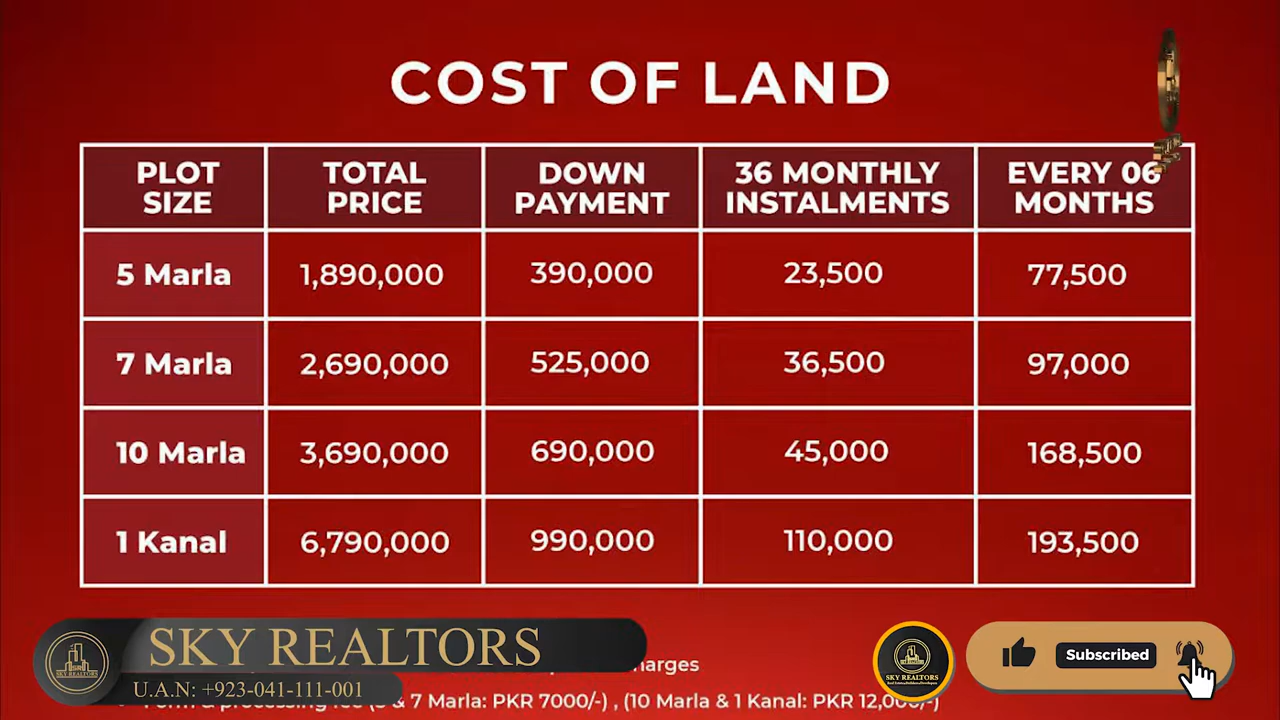 COST OF LAND
PLOT SIZE TOTAL PRICE DOWN PAYMENT 36 MONTHLY INSTALMENTS EVERY 06 MONTHS
5 Marla 1,890,000 390,000 23,500 77,500
7 Marla 2,690,000 525,000 36,500 97,000
10 Marla 3,690,000 690,000 45,000 168,500
1 Kanal 6,790,000 990,000 110,000 193,500
SKY REALTORS
SKY REALTORS
U.A.N: +923-041-111-001
& 7 Marla: PKR 7000/-) , (10 Marla & 1 Kanal: PKR 12,000/-)
SKY REALTORS
Subscribed